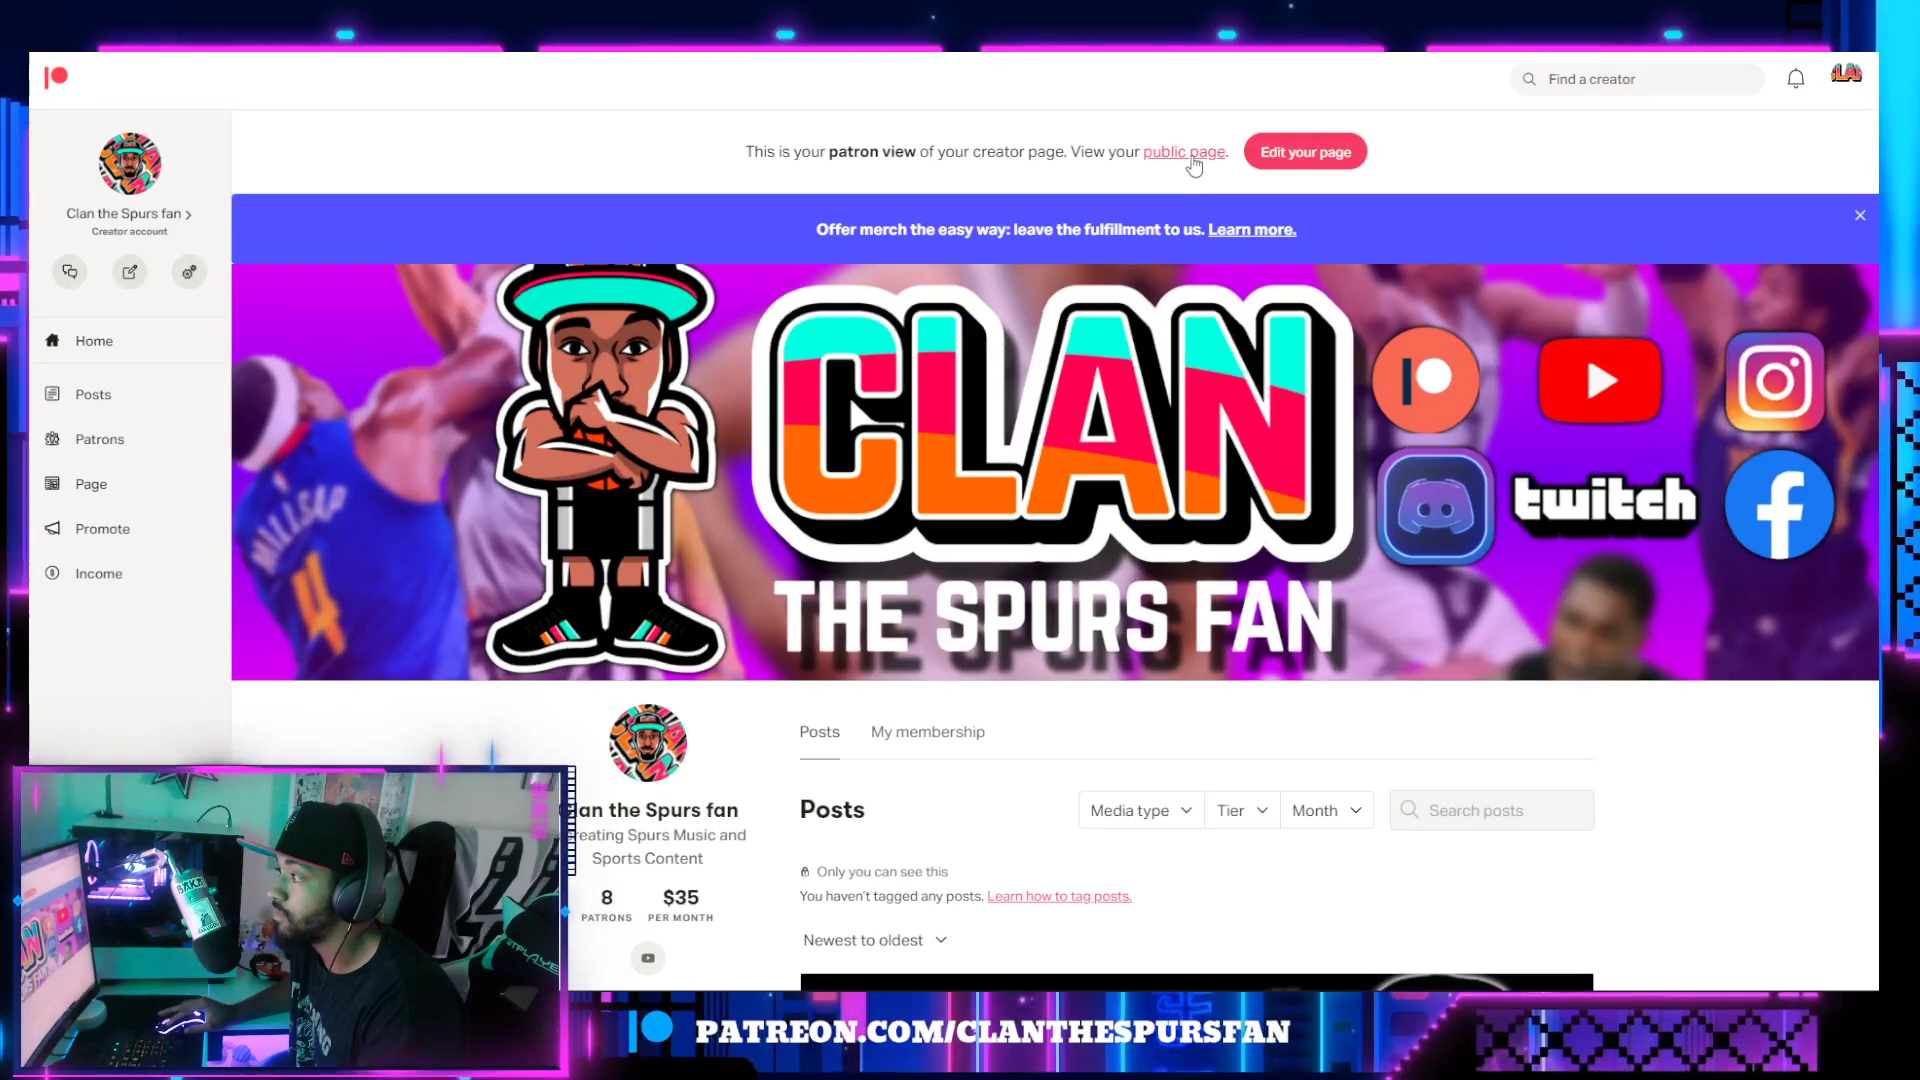 Find a creator
CLAN
This is your patron view of your creator page. View your public page.
Edit your page
Offer merch the easy way: leave the fulfillment to us. Learn more.
Clan the Spurs fan
Creator account
Home
Posts
Patrons
Page
Promote
Income
MILLSAP
4
CLAN
THE SPURS FAN
twitch
Posts
My membership
lan the Spurs fan
reating Spurs Music and
Sports Content
8
PATRONS
$35
PER MONTH
Posts
Media type
Tier
Month
Search posts
Only you can see this
You haven't tagged any posts. Learn how to tag posts.
Newest to oldest
PATREON.COM/CLANTHESPURSFAN